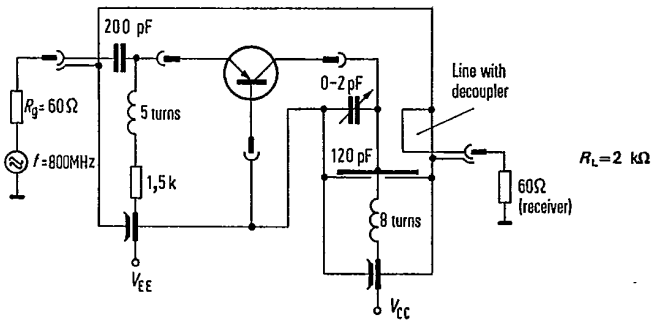 200 pF
R_g=60Ω
f=800MHz
5 turns
1,5k
V_EE
0-2 pF
120 pF
8 turns
V_CC
Line with
decoupler
60Ω
(receiver)
R_L=2 kΩ